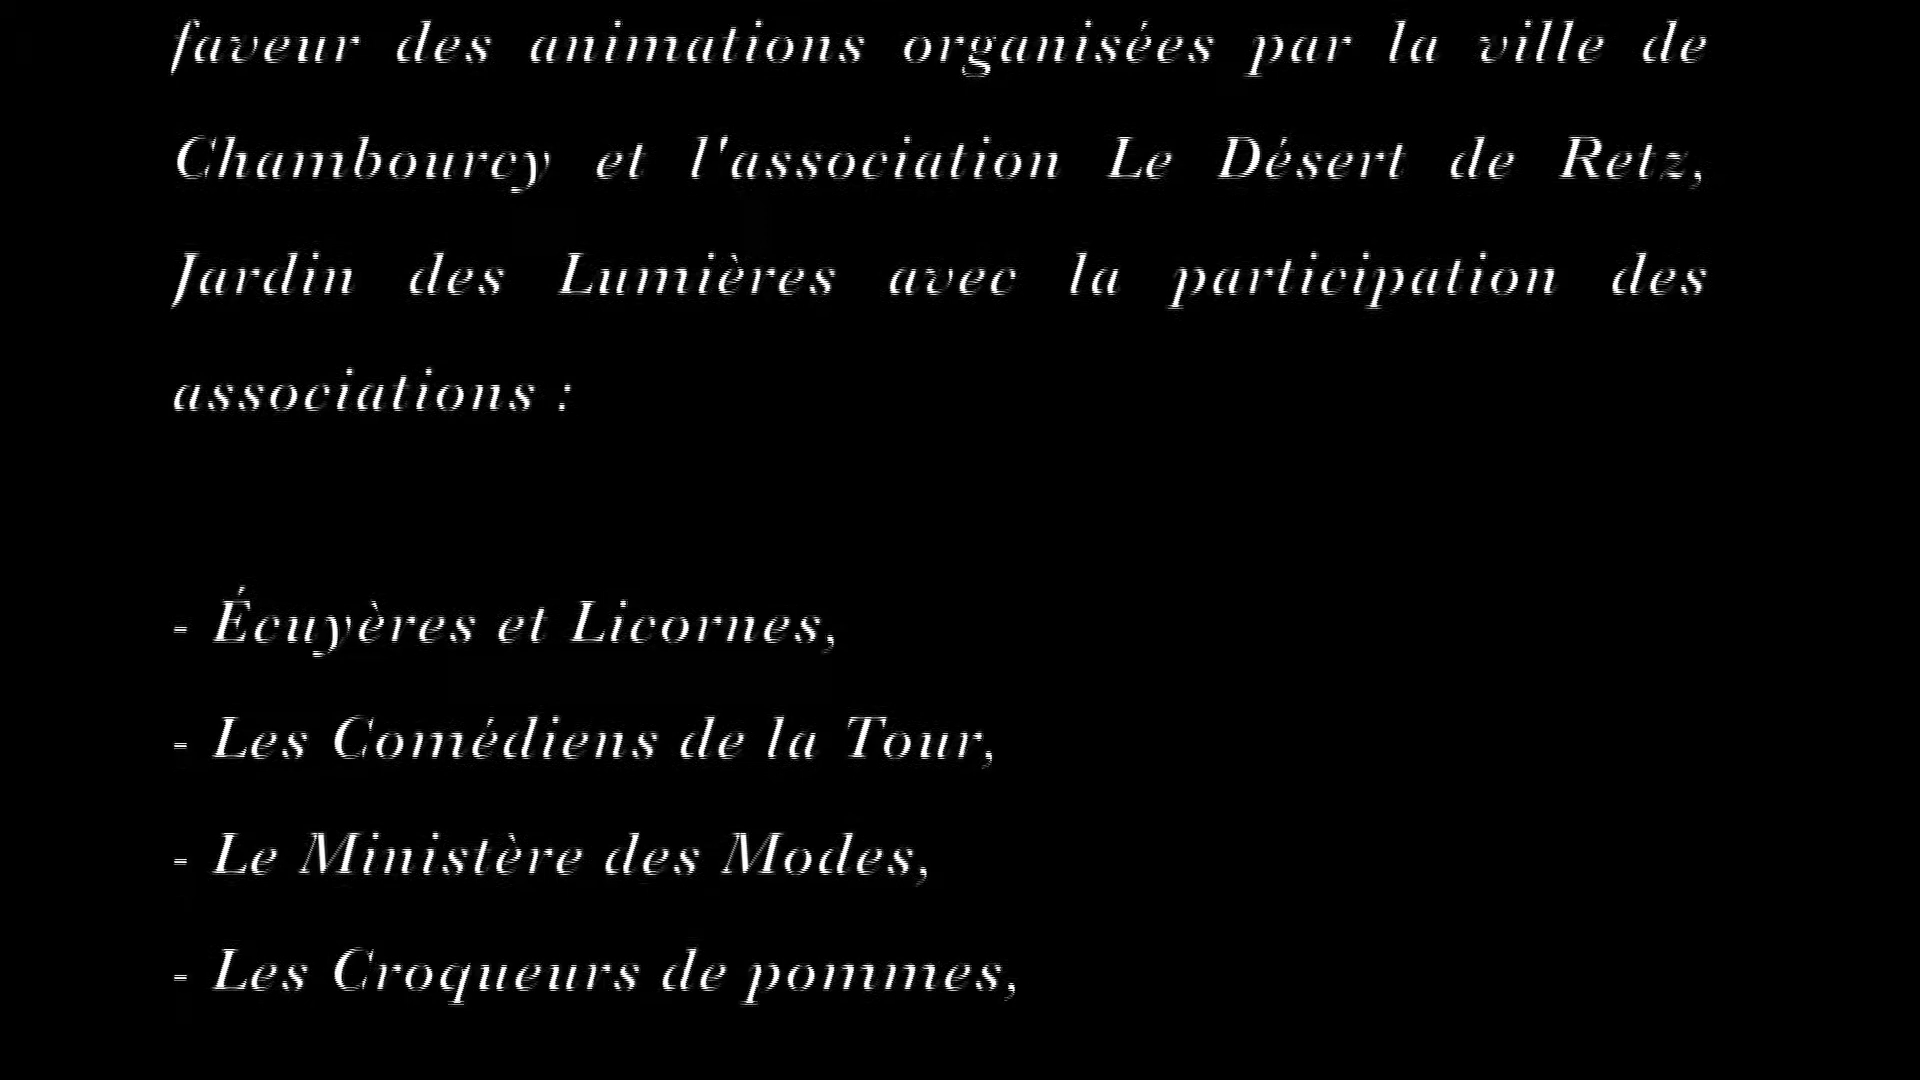 faveur des animations organisées par la ville de
Chambourcy et l'association Le Désert de Retz,
Jardin des Lumières avec la participation des
associations :
- Écuyères et Licornes,
- Les Comédiens de la Tour,
- Le Ministère des Modes,
- Les Croqueurs de pommes,